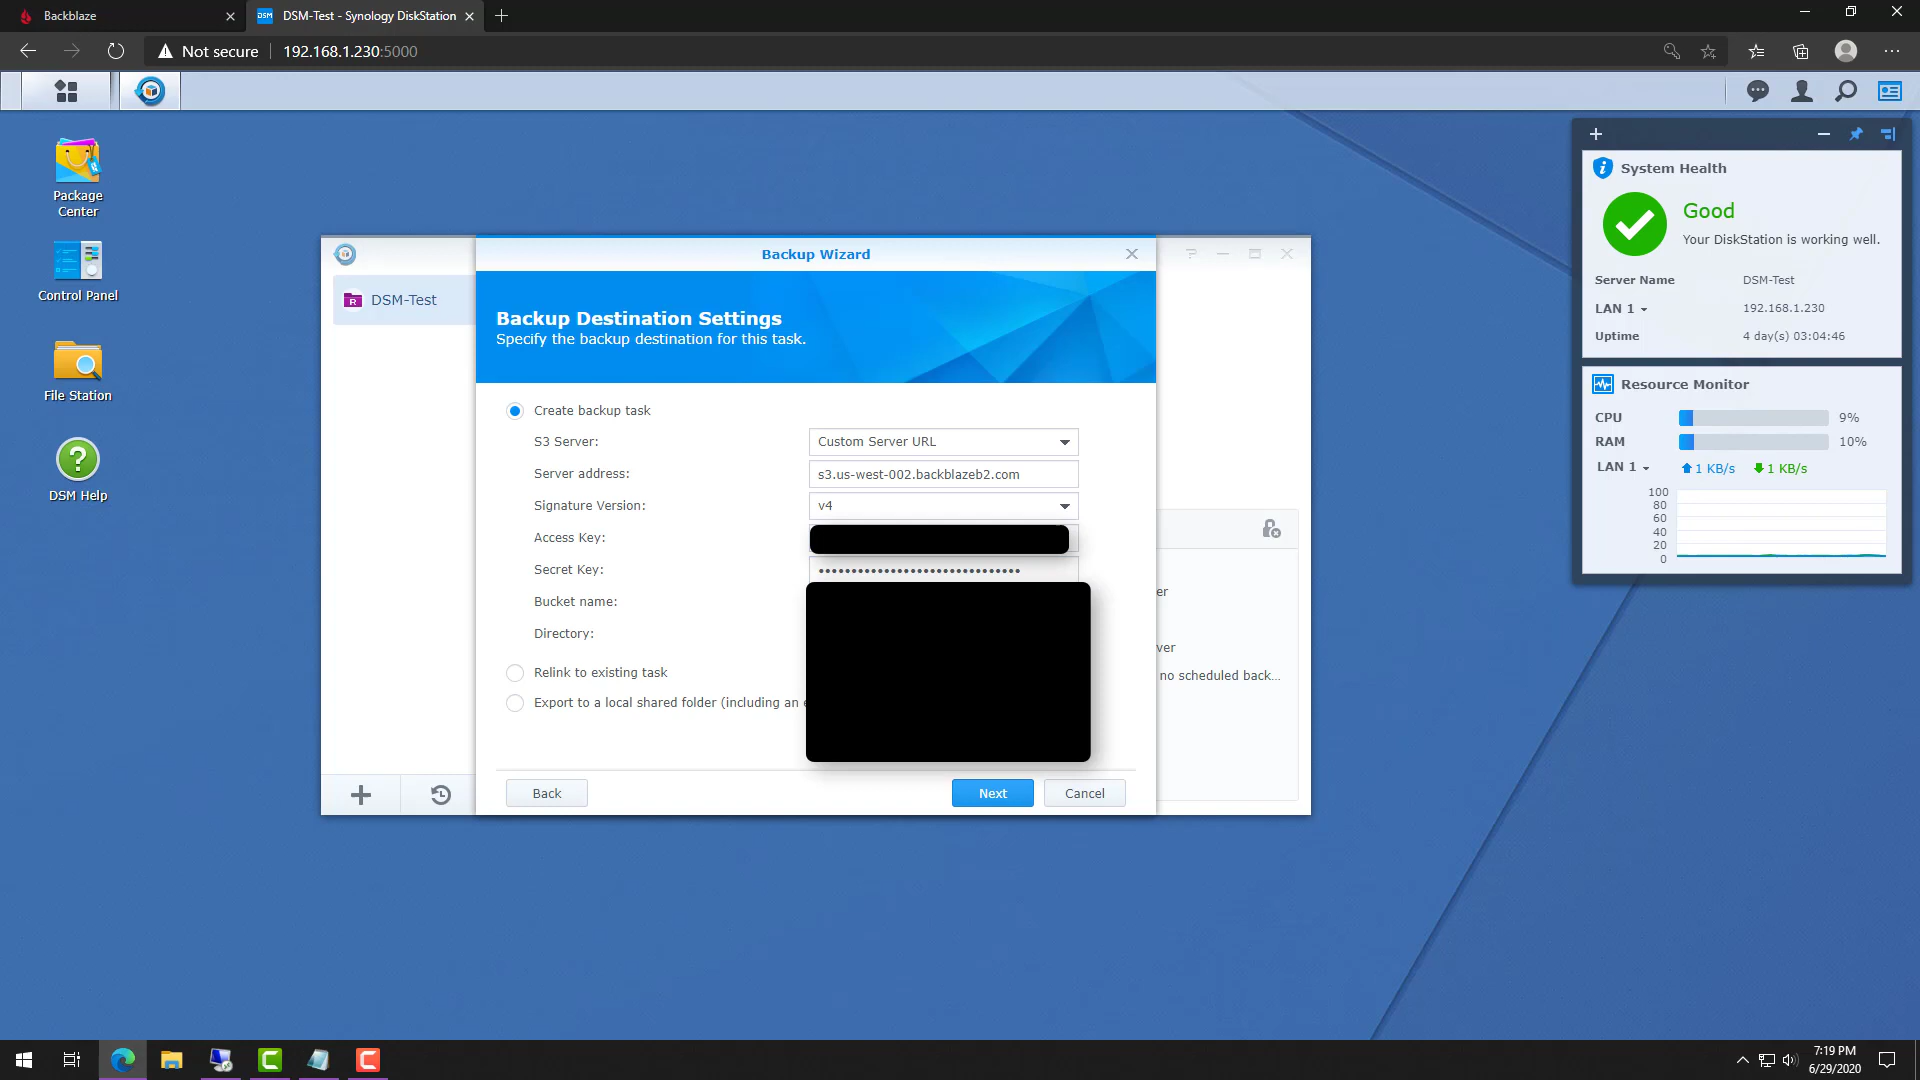 Backblaze
DSM-Test - Synology DiskStation
Not secure
192.168.1.230:5000
Package
Center
Control Panel
File Station
DSM Help
DSM-Test
Backup Wizard
Backup Destination Settings
Specify the backup destination for this task.
Create backup task
S3 Server:
Custom Server URL
Server address:
s3.us-west-002.backblazeb2.com
Signature Version:
v4
Access Key:
Secret Key:
••••••••••••••••••••••••••••••••
Bucket name:
Directory:
Relink to existing task
Export to a local shared folder (including an
Back
Next
Cancel
er
ver
no scheduled back...
System Health
Good
Your DiskStation is working well.
Server Name DSM-Test
LAN 1 192.168.1.230
Uptime 4 day(s) 03:04:46
Resource Monitor
CPU 9%
RAM 10%
LAN 1 1 KB/s 1 KB/s
100
80
60
40
20
0
7:19 PM
6/29/2020